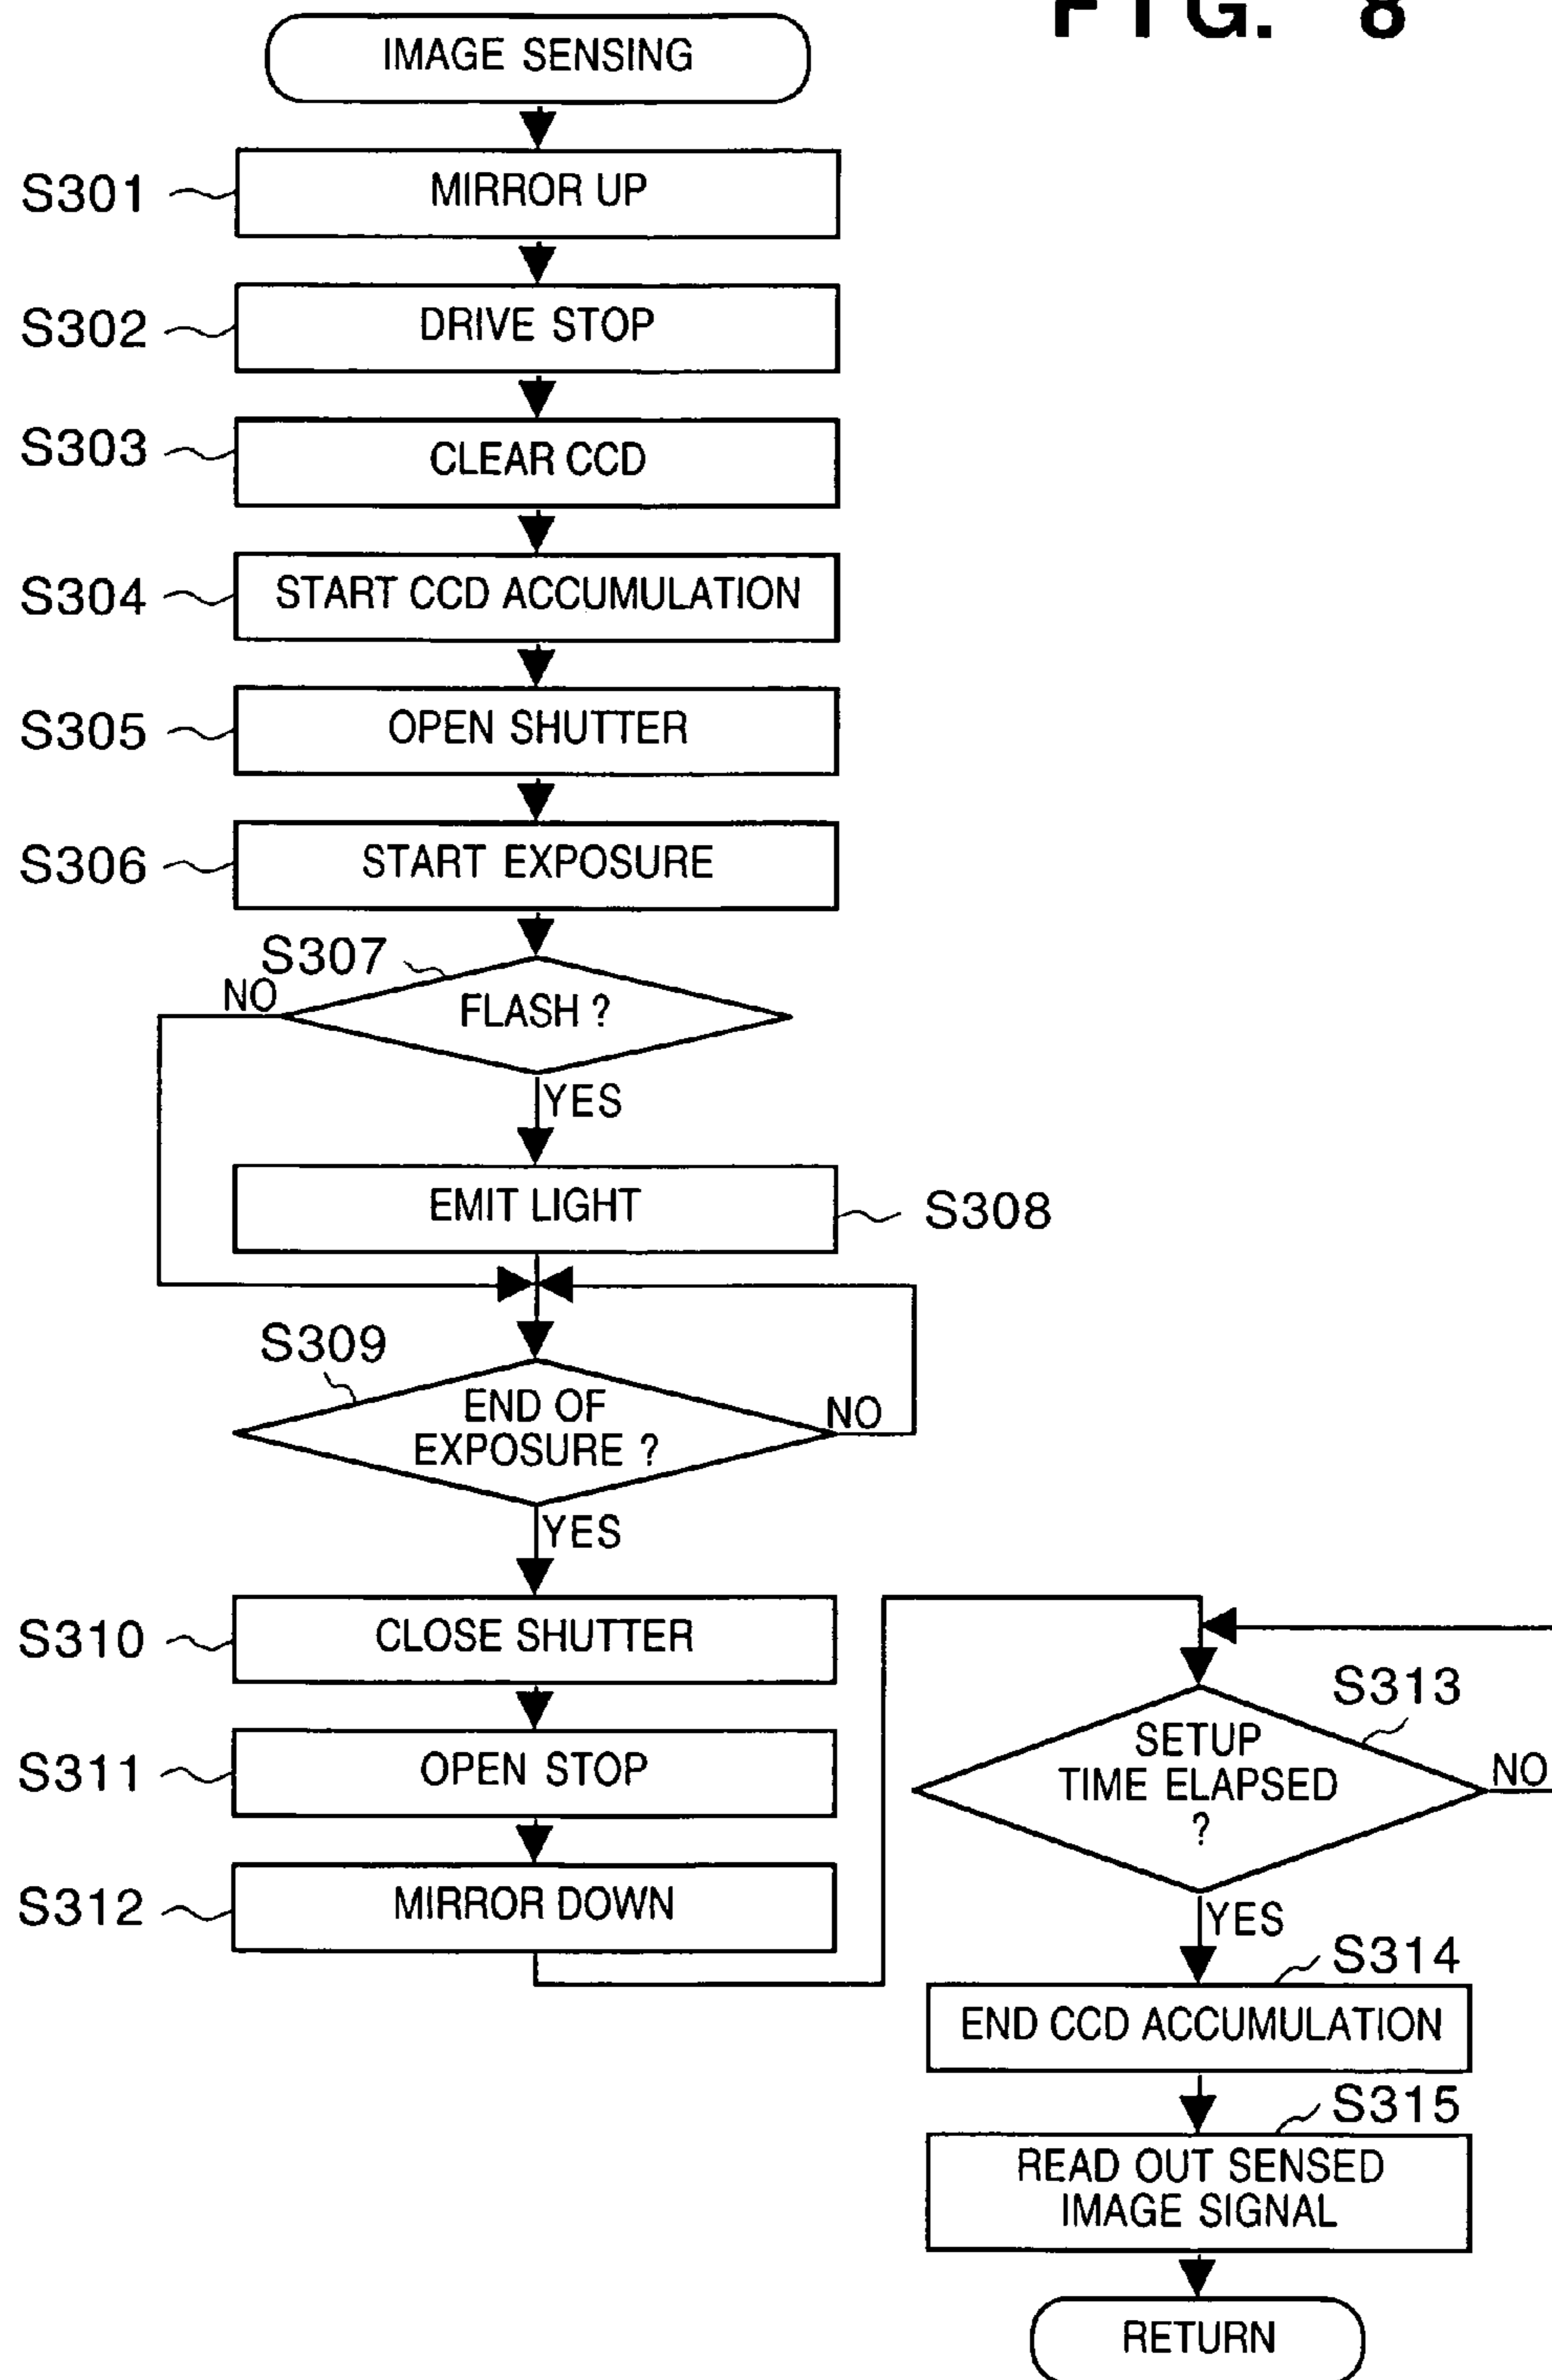 FIG. 8
IMAGE SENSING
S301
MIRROR UP
S302
DRIVE STOP
S303
CLEAR CCD
S304
START CCD ACCUMULATION
S305
OPEN SHUTTER
S306
START EXPOSURE
S307
NO
FLASH ?
YES
EMIT LIGHT
S308
S309
END OF
EXPOSURE ?
NO
YES
S310
CLOSE SHUTTER
S311
OPEN STOP
S312
MIRROR DOWN
S313
SETUP
TIME ELAPSED
?
NO
YES
S314
END CCD ACCUMULATION
S315
READ OUT SENSED
IMAGE SIGNAL
RETURN